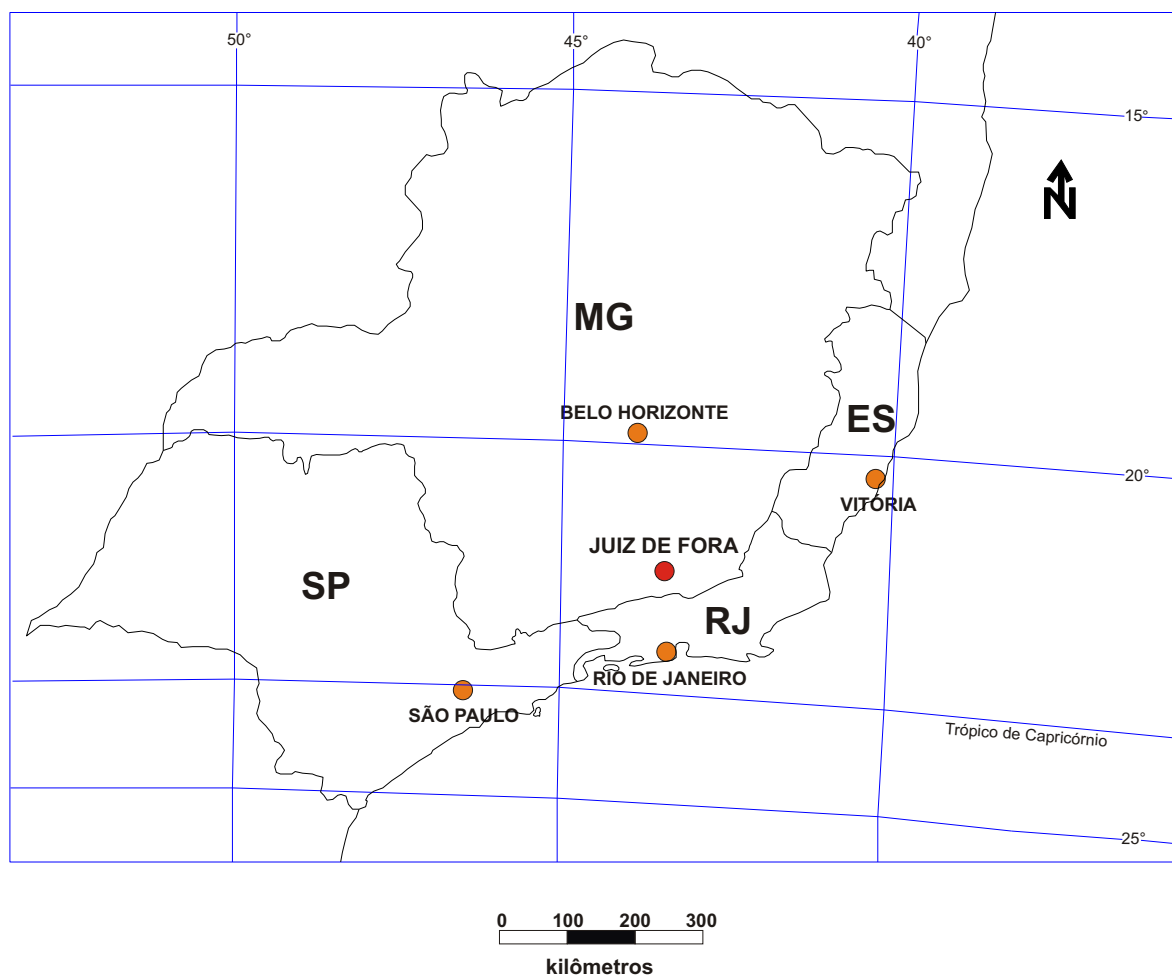 50°
45°
40°
15°
N
MG
BELO HORIZONTE
ES
20°
VITÓRIA
JUIZ DE FORA
SP
RJ
RIO DE JANEIRO
SÃO PAULO
Trópico de Capricórnio
25°
0 100 200 300
kilômetros